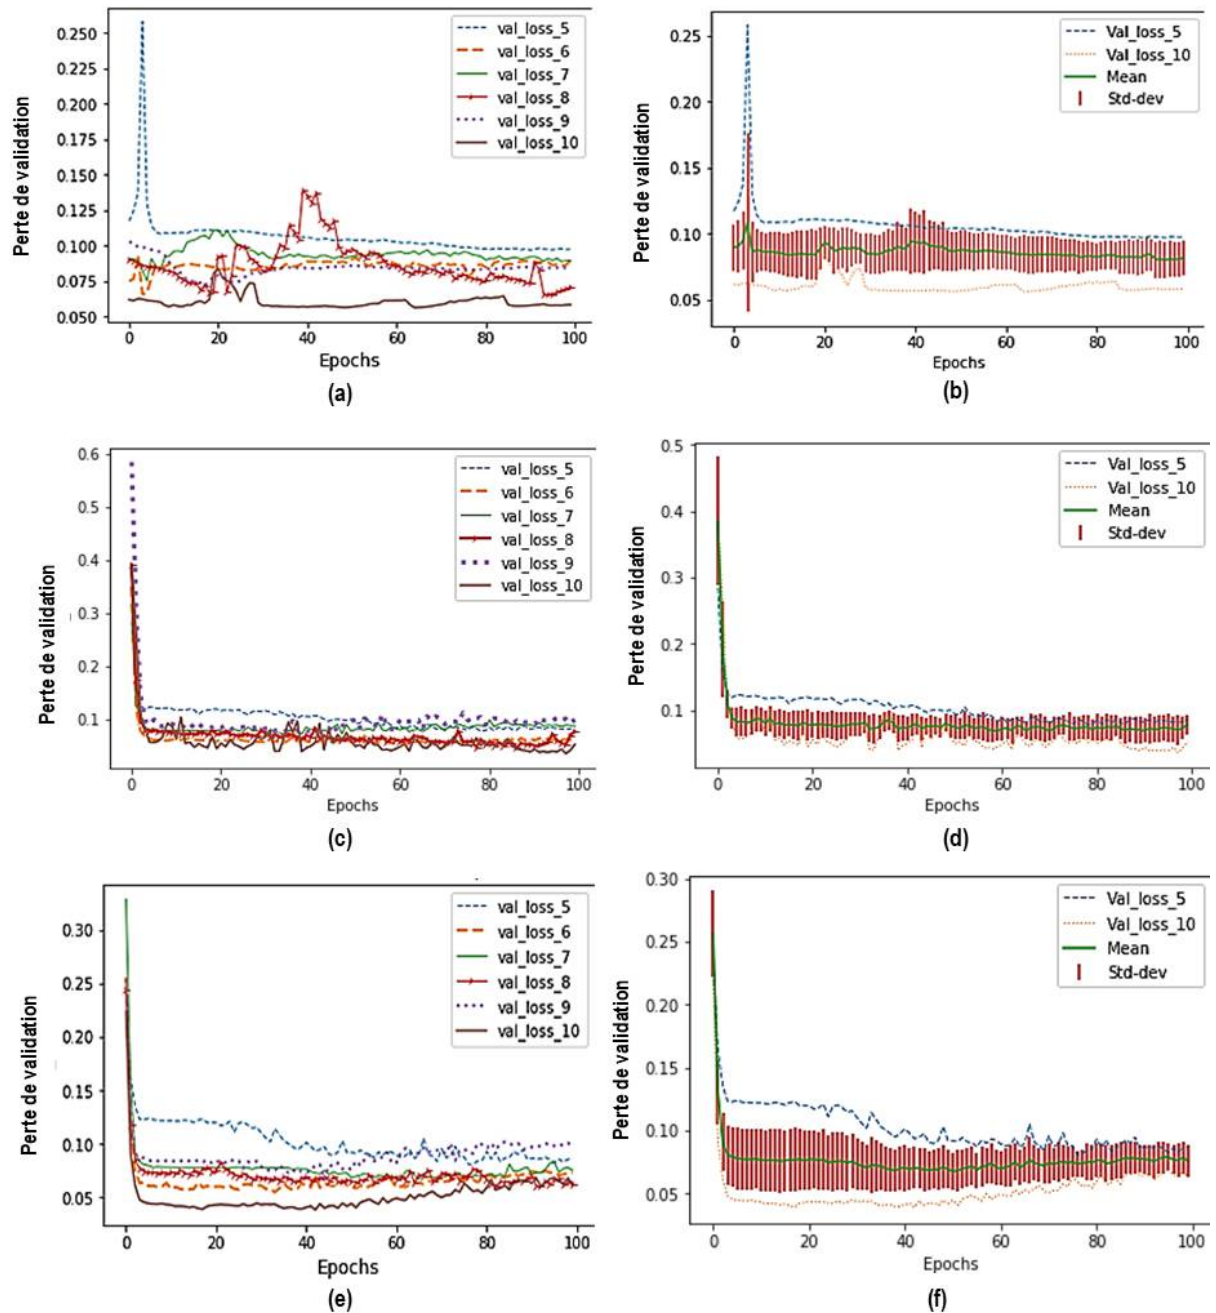 0.250
0.225
0.200
0.175
0.150
0.125
0.100
0.075
0.050
Perte de validation
val_loss_5
val_loss_6
val_loss_7
val_loss_8
val_loss_9
val_loss_10
0 20 40 60 80 100
Epochs
(a)
0.25
0.20
0.15
0.10
0.05
Perte de validation
Val_loss_5
Val_loss_10
Mean
Std-dev
0 20 40 60 80 100
Epochs
(b)
0.6
0.5
0.4
0.3
0.2
0.1
Perte de validation
val_loss_5
val_loss_6
val_loss_7
val_loss_8
val_loss_9
val_loss_10
0 20 40 60 80 100
Epochs
(c)
0.5
0.4
0.3
0.2
0.1
Perte de validation
Val_loss_5
Val_loss_10
Mean
Std-dev
0 20 40 60 80 100
Epochs
(d)
0.30
0.25
0.20
0.15
0.10
0.05
Perte de validation
val_loss_5
val_loss_6
val_loss_7
val_loss_8
val_loss_9
val_loss_10
0 20 40 60 80 100
Epochs
(e)
0.30
0.25
0.20
0.15
0.10
0.05
Perte de validation
Val_loss_5
Val_loss_10
Mean
Std-dev
0 20 40 60 80 100
Epochs
(f)